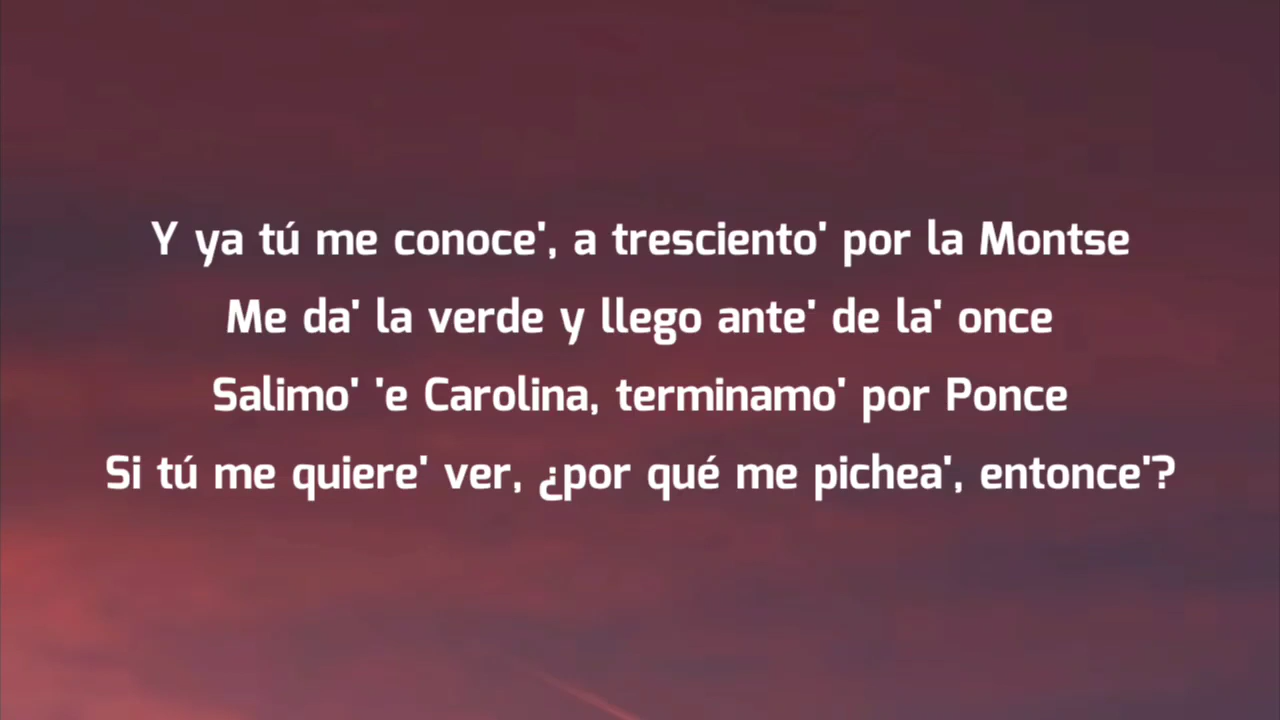 Y ya tú me conoce', a tresciento' por la Montse
Me da' la verde y llego ante' de la' once
Salimo' 'e Carolina, terminamo' por Ponce
Si tú me quiere' ver, ¿por qué me pichea', entonce'?